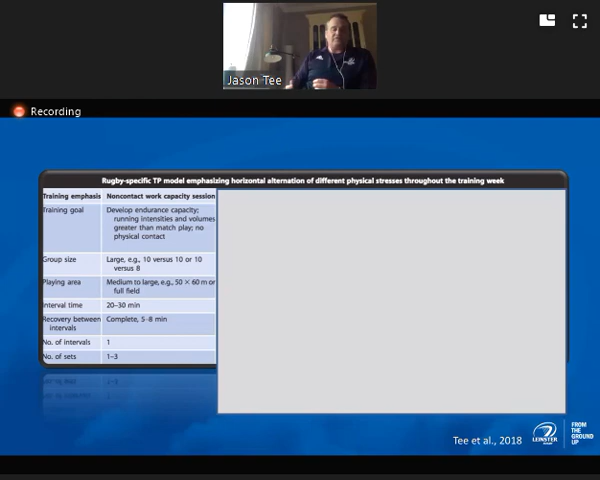 Jason Tee
Recording
Rugby-specific TP model emphasizing horizontal alternation of different physical stresses throughout the training week
Training emphasis Noncontact work capacity session
Training goal Develop endurance capacity;
running intensities and volumes
greater than match play; no
physical contact
Group size Large, e.g., 10 versus 10 or 10
versus 8
Playing area Medium to large, e.g., 50 × 60 m or
full field
Interval time 20–30 min
Recovery between Complete, 5–8 min
intervals
No. of intervals 1
No. of sets 1–3
Tee et al., 2018
LEINSTER
FROM
THE
GROUND
UP